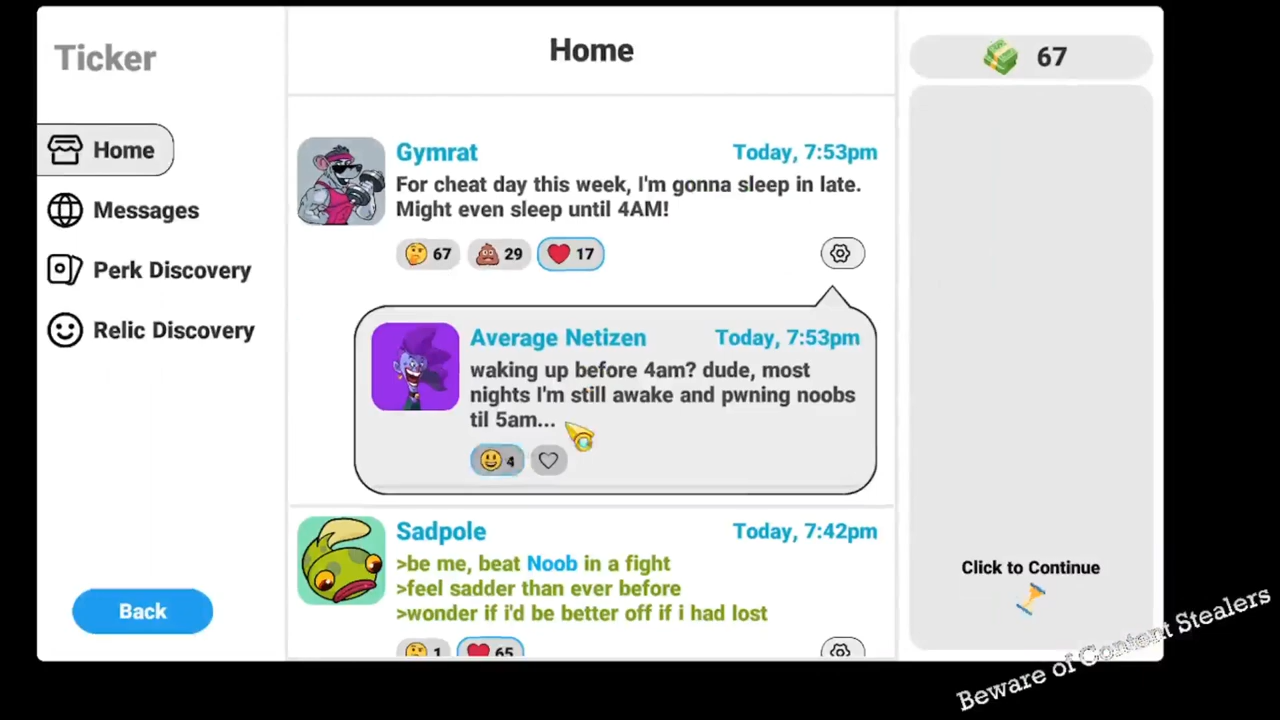 Ticker
Home
Messages
Perk Discovery
Relic Discovery
Back
Home
Gymrat
Today, 7:53pm
For cheat day this week, I'm gonna sleep in late.
Might even sleep until 4AM!
67
29
17
Average Netizen
Today, 7:53pm
waking up before 4am? dude, most
nights I'm still awake and pwning noobs
til 5am...
4
Sadpole
Today, 7:42pm
>be me, beat Noob in a fight
>feel sadder than ever before
>wonder if i'd be better off if i had lost
1
65
67
Click to Continue
Beware of Content Stealers